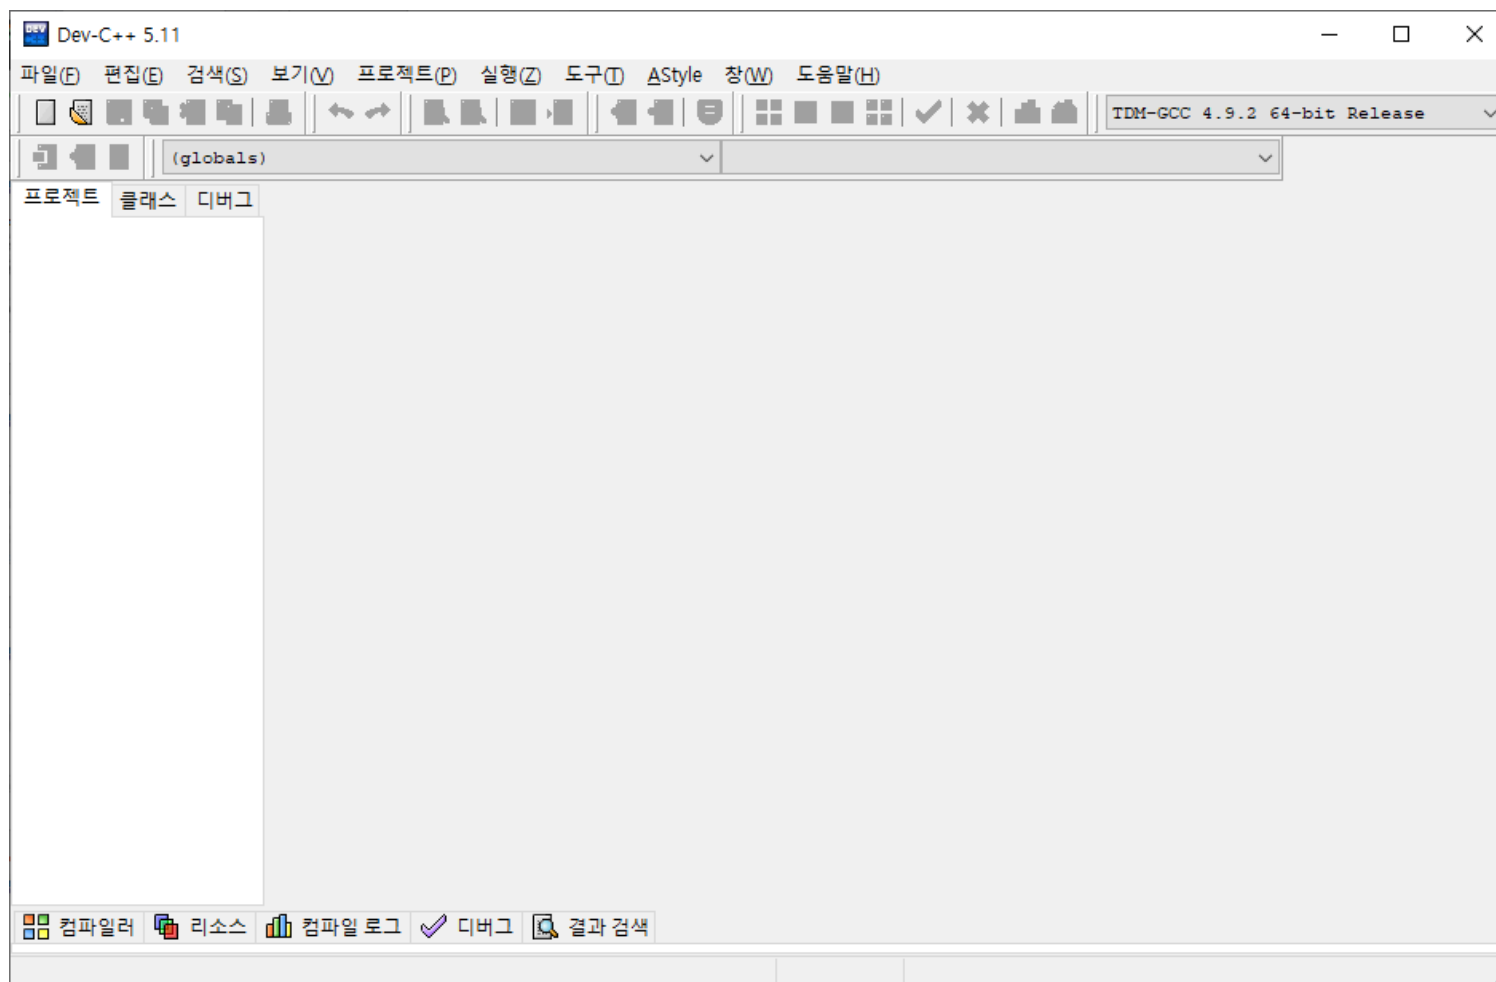 Dev-C++ 5.11
파일(F) 편집(E) 검색(S) 보기(V) 프로젝트(P) 실행(Z) 도구(T) AStyle 창(W) 도움말(H)
TDM-GCC 4.9.2 64-bit Release
(globals)
프로젝트 클래스 디버그
컴파일러 리소스 컴파일 로그 디버그 결과 검색